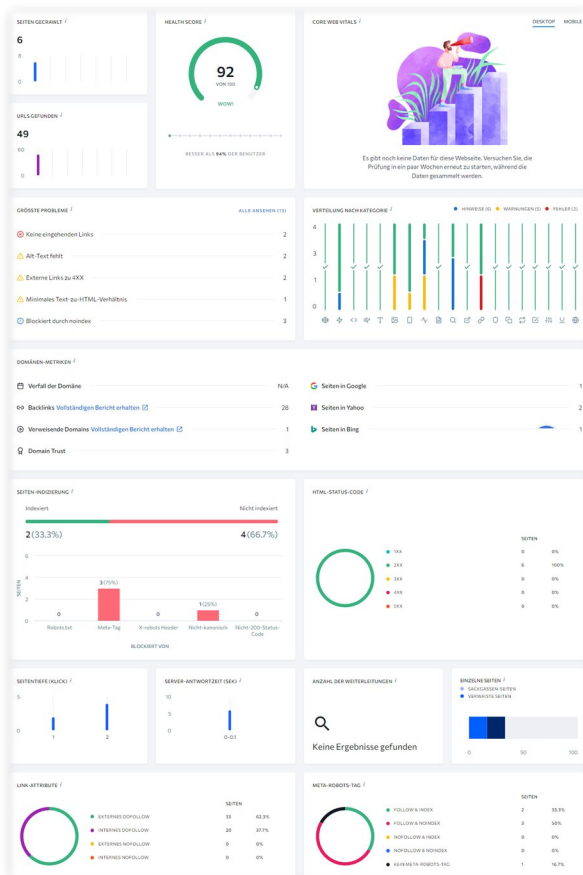 SEITEN GECRAWLT i
6
8
0
URLS GEFUNDEN i
49
60
0
HEALTH SCORE i
92
VON 100
WOW!
BESSER ALS 94% DER BENUTZER
CORE WEB VITALS i
DESKTOP MOBILE
Es gibt noch keine Daten für diese Webseite. Versuchen Sie, die
Prüfung in ein paar Wochen erneut zu starten, während die
Daten gesammelt werden.
GRÖSSTE PROBLEME i
ALLE ANSEHEN (13)
Keine eingehenden Links 2
Alt-Text fehlt 2
Externe Links zu 4XX 2
Minimales Text-zu-HTML-Verhältnis 1
Blockiert durch noindex 3
VERTEILUNG NACH KATEGORIE i
HINWEISE (6) WARNUNGEN (5) FEHLER (2)
4
3
1
0
DOMÄNEN-METRIKEN i
Verfall der Domäne N/A
Backlinks Vollständigen Bericht erhalten 26
Verweisende Domains Vollständigen Bericht erhalten 1
Domain Trust 3
Seiten in Google 1
Seiten in Yahoo 2
Seiten in Bing 1
SEITEN-INDIZIERUNG i
Indexiert Nicht indexiert
2 (33.3%) 4 (66.7%)
6
4
2
0
SEITEN
0
3 (75%)
0
1 (25%)
0
Robots.txt
Meta-Tag
X-robots Header
Nicht-kanonisch
Nicht-200-Status-
Code
BLOCKIERT VON
HTML-STATUS-CODE i
SEITEN
1XX 0 0%
2XX 6 100%
3XX 0 0%
4XX 0 0%
5XX 0 0%
SEITENTIEFE (KLICK) i
5
0
1 2
SERVER-ANTWORTZEIT (SEK) i
10
5
0
0-0.1
ANZAHL DER WEITERLEITUNGEN i
Keine Ergebnisse gefunden
EINZELNE SEITEN i
SACKGASSEN-SEITEN
VERWAISTE SEITEN
0 50 100
LINK-ATTRIBUTE i
SEITEN
EXTERNES DOFOLLOW 33 62.3%
INTERNES DOFOLLOW 20 37.7%
EXTERNES NOFOLLOW 0 0%
INTERNES NOFOLLOW 0 0%
META-ROBOTS-TAG i
SEITEN
FOLLOW & INDEX 2 33.3%
FOLLOW & NOINDEX 3 50%
NOFOLLOW & INDEX 0 0%
NOFOLLOW & NOINDEX 0 0%
KEIN META-ROBOTS-TAG 1 16.7%